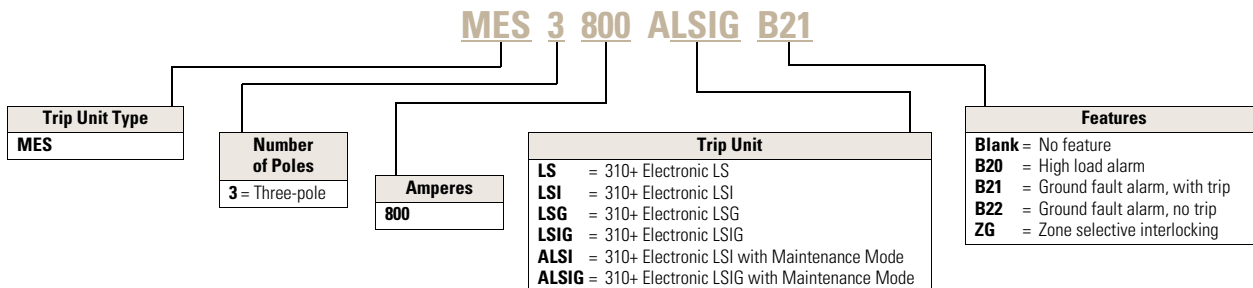 MES 3 800 ALSIG B21
Trip Unit Type
MES
Number
of Poles
3 = Three-pole
Amperes
800
Trip Unit
LS = 310+ Electronic LS
LSI = 310+ Electronic LSI
LSG = 310+ Electronic LSG
LSIG = 310+ Electronic LSIG
ALSI = 310+ Electronic LSI with Maintenance Mode
ALSIG = 310+ Electronic LSIG with Maintenance Mode
Features
Blank = No feature
B20 = High load alarm
B21 = Ground fault alarm, with trip
B22 = Ground fault alarm, no trip
ZG = Zone selective interlocking